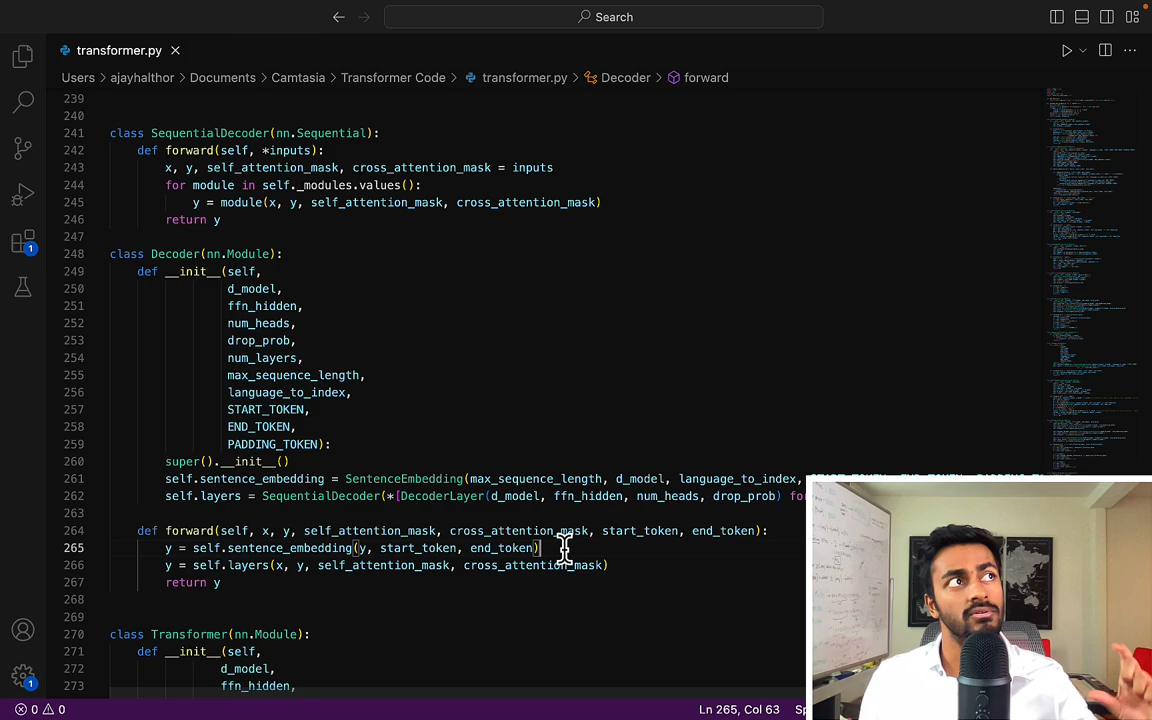 Search
transformer.py
Users > ajayhalthor > Documents > Camtasia > Transformer Code > transformer.py > Decoder > forward
239
240
241 class SequentialDecoder(nn.Sequential):
242 def forward(self, *inputs):
243 x, y, self_attention_mask, cross_attention_mask = inputs
244 for module in self._modules.values():
245 y = module(x, y, self_attention_mask, cross_attention_mask)
246 return y
247
248 class Decoder(nn.Module):
249 def __init__(self,
250 d_model,
251 ffn_hidden,
252 num_heads,
253 drop_prob,
254 num_layers,
255 max_sequence_length,
256 language_to_index,
257 START_TOKEN,
258 END_TOKEN,
259 PADDING_TOKEN):
260 super().__init__()
261 self.sentence_embedding = SentenceEmbedding(max_sequence_length, d_model, language_to_index,
262 self.layers = SequentialDecoder(*[DecoderLayer(d_model, ffn_hidden, num_heads, drop_prob)
263
264 def forward(self, x, y, self_attention_mask, cross_attention_mask, start_token, end_token):
265 y = self.sentence_embedding(y, start_token, end_token)
266 y = self.layers(x, y, self_attention_mask, cross_attention_mask)
267 return y
268
269
270 class Transformer(nn.Module):
271 def __init__(self,
272 d_model,
273 ffn_hidden,
1
1
0 0
Ln 265, Col 63